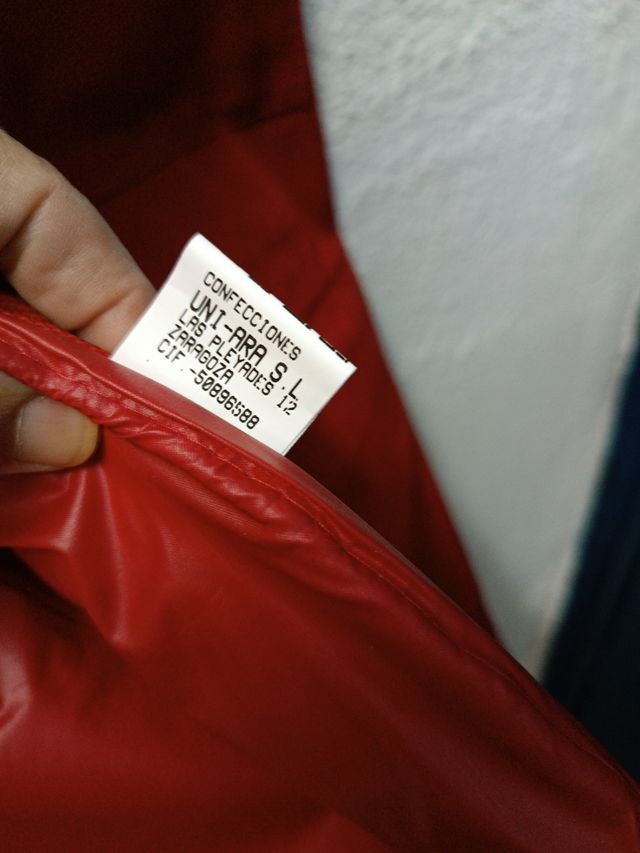 CONFECCIONES
UNI-ARA S.L
LAS PLEYADES 12
ZARAGOZA
CIF. -50896588